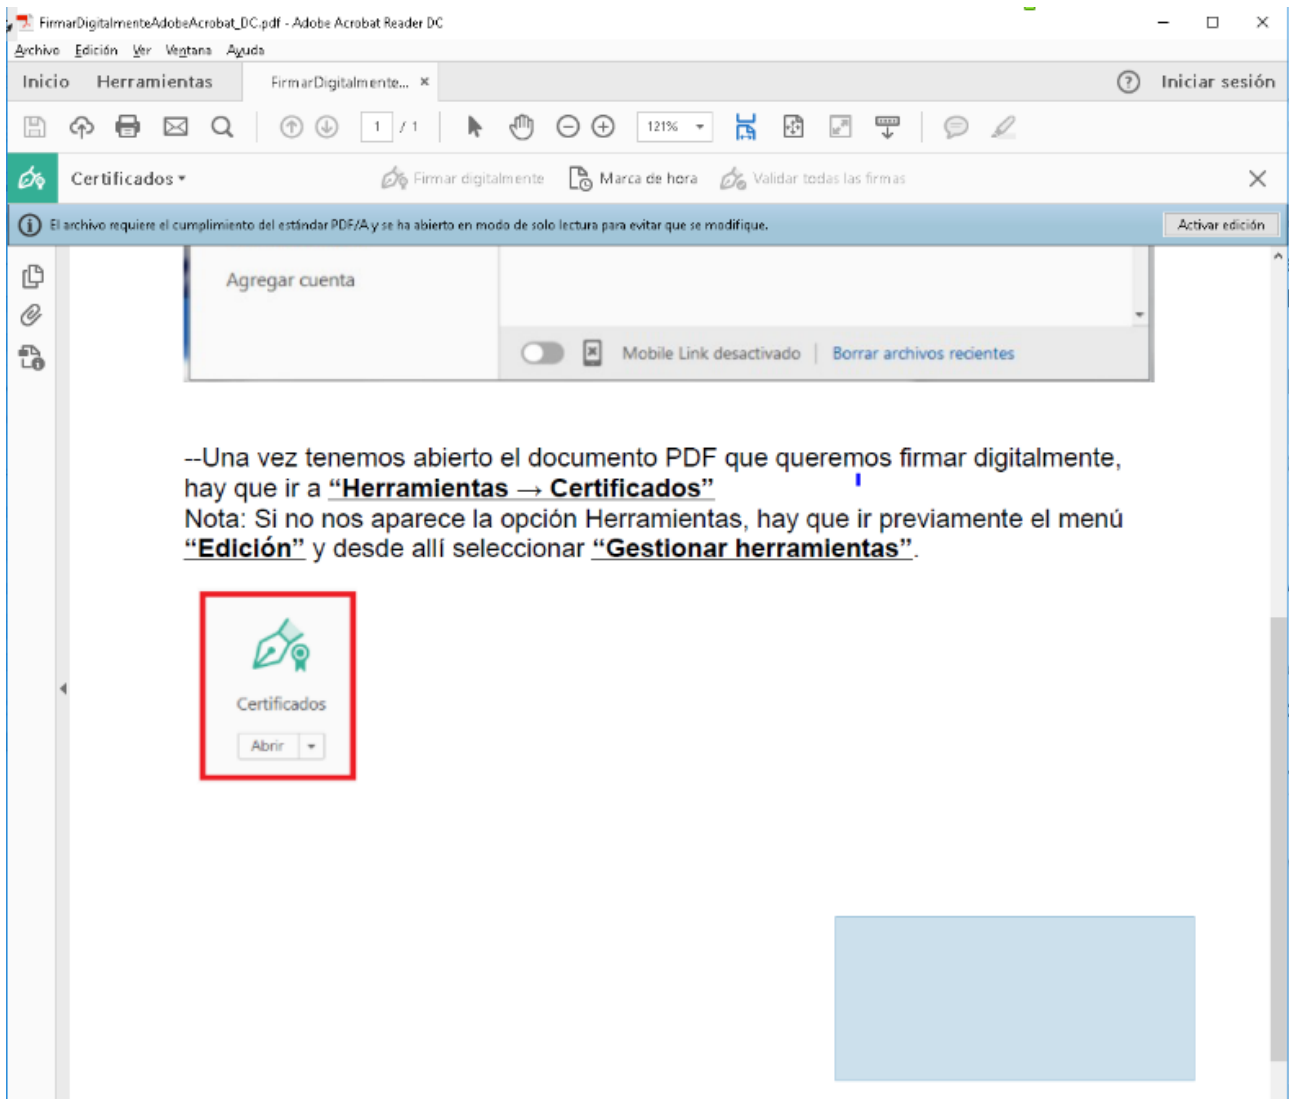 FirmarDigitalmenteAdobeAcrobat_DC.pdf - Adobe Acrobat Reader DC
Archivo Edición Ver Ventana Ayuda
Inicio Herramientas FirmarDigitalmente... × Iniciar sesión
1 / 1 121%
Certificados Firmar digitalmente Marca de hora Validar todas las firmas
El archivo requiere el cumplimiento del estándar PDF/A y se ha abierto en modo de solo lectura para evitar que se modifique. Activar edición
Agregar cuenta
Mobile Link desactivado | Borrar archivos recientes
--Una vez tenemos abierto el documento PDF que queremos firmar digitalmente,
hay que ir a “Herramientas → Certificados”
Nota: Si no nos aparece la opción Herramientas, hay que ir previamente el menú
“Edición” y desde allí seleccionar “Gestionar herramientas”.
Certificados
Abrir